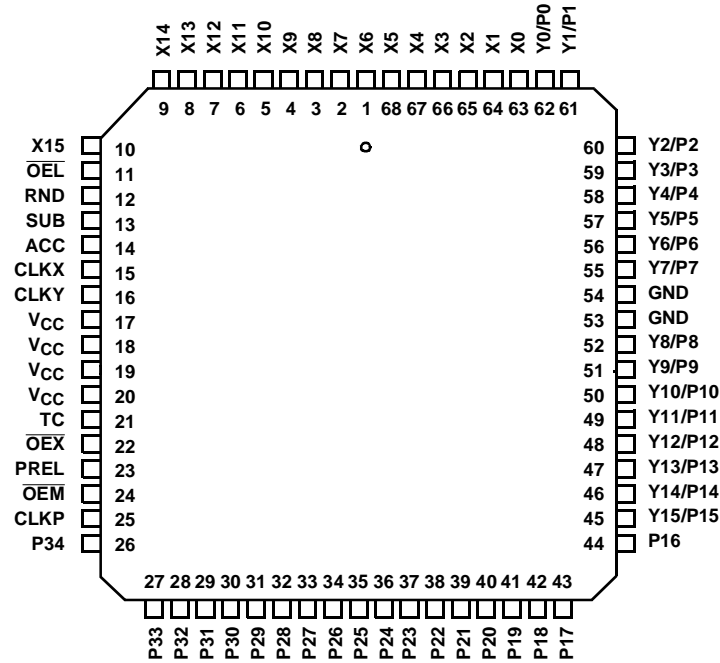 X14 X13 X12 X11 X10 X9 X8 X7 X6 X5 X4 X3 X2 X1 X0 Y0/P0 Y1/P1
9 8 7 6 5 4 3 2 1 68 67 66 65 64 63 62 61
X15 10 60 Y2/P2
OEL 11 59 Y3/P3
RND 12 58 Y4/P4
SUB 13 57 Y5/P5
ACC 14 56 Y6/P6
CLKX 15 55 Y7/P7
CLKY 16 54 GND
VCC 17 53 GND
VCC 18 52 Y8/P8
VCC 19 51 Y9/P9
VCC 20 50 Y10/P10
TC 21 49 Y11/P11
OEX 22 48 Y12/P12
PREL 23 47 Y13/P13
OEM 24 46 Y14/P14
CLKP 25 45 Y15/P15
P34 26 44 P16
27 28 29 30 31 32 33 34 35 36 37 38 39 40 41 42 43
P33 P32 P31 P30 P29 P28 P27 P26 P25 P24 P23 P22 P21 P20 P19 P18 P17